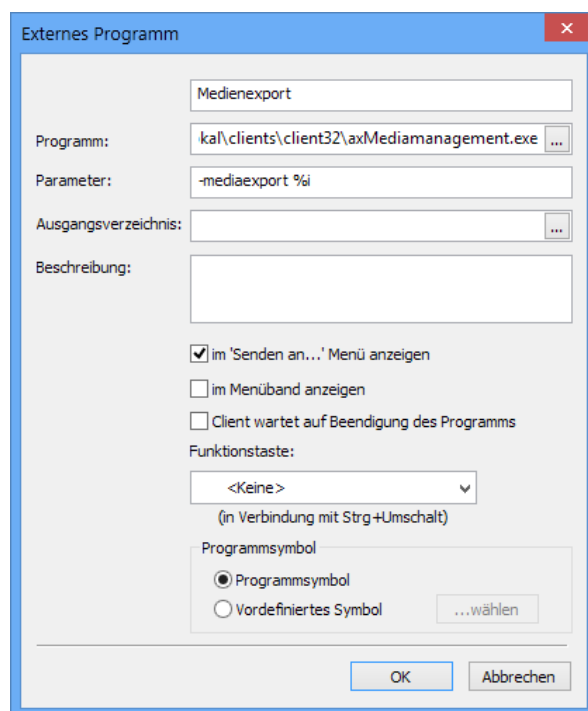 Externes Programm
Medienexport
Programm: kal\clients\client32\axMediamanagement.exe ...
Parameter: -mediaexport %i
Ausgangsverzeichnis: ...
Beschreibung:
im 'Senden an...' Menü anzeigen
im Menüband anzeigen
Client wartet auf Beendigung des Programms
Funktionstaste:
<Keine>
(in Verbindung mit Strg+Umschalt)
Programmsymbol
Programmsymbol
Vordefiniertes Symbol ...wählen
OK Abbrechen